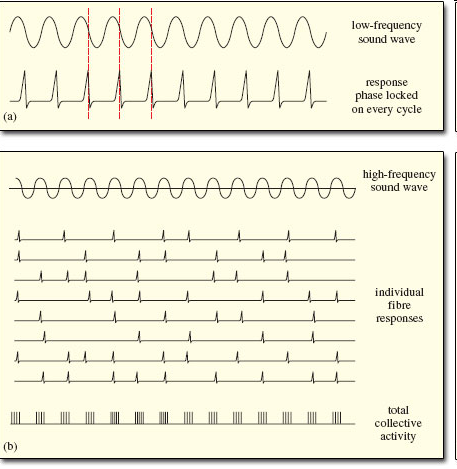 low-frequency
sound wave
response
phase locked
on every cycle
(a)
high-frequency
sound wave
individual
fibre
responses
total
collective
activity
(b)